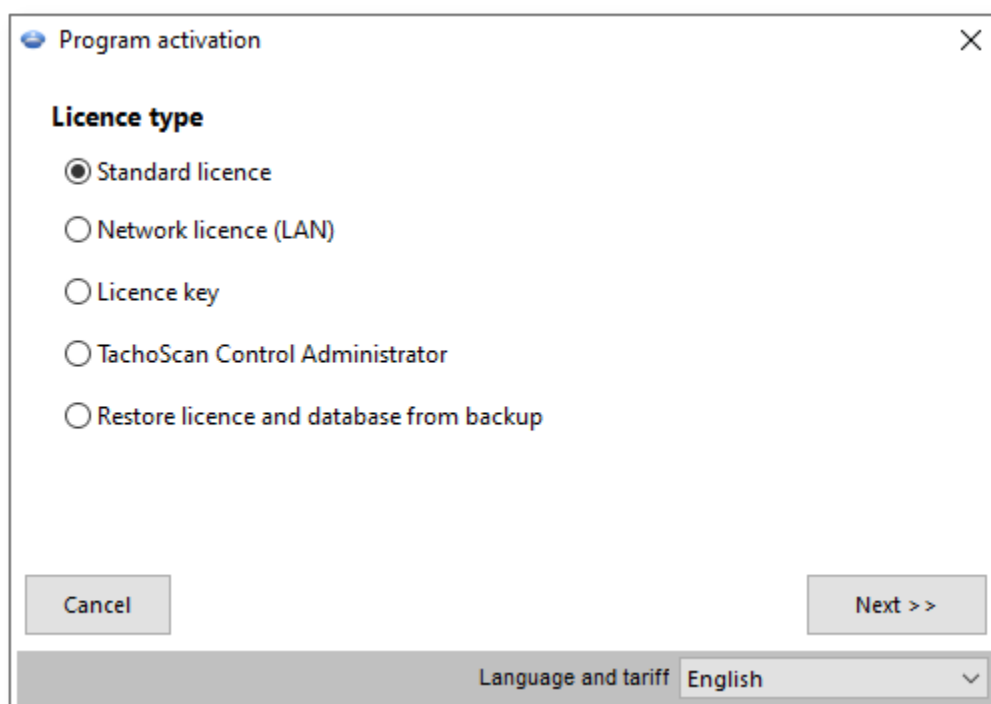 Program activation
Licence type
Standard licence
Network licence (LAN)
Licence key
TachoScan Control Administrator
Restore licence and database from backup
Cancel
Next >>
Language and tariff English